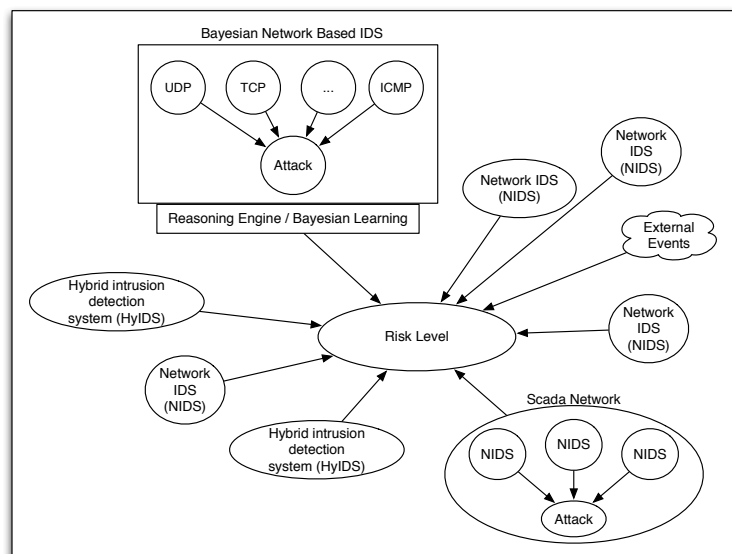 Bayesian Network Based IDS
UDP
TCP
...
ICMP
Attack
Reasoning Engine / Bayesian Learning
Network IDS
(NIDS)
Network
IDS
(NIDS)
External
Events
Hybrid intrusion
detection
system (HyIDS)
Risk Level
Network
IDS
(NIDS)
Network
IDS
(NIDS)
Hybrid intrusion
detection
system (HyIDS)
Scada Network
NIDS
NIDS
NIDS
Attack